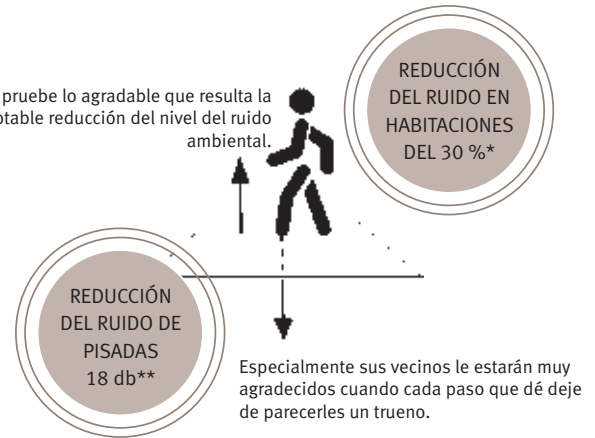 pruebe lo agradable que resulta la
otable reducción del nivel del ruido
ambiental.
REDUCCIÓN
DEL RUIDO EN
HABITACIONES
DEL 30 %*
REDUCCIÓN
DEL RUIDO DE
PISADAS
18 db**
Especialmente sus vecinos le estarán muy
agradecidos cuando cada paso que dé deje
de parecerles un trueno.